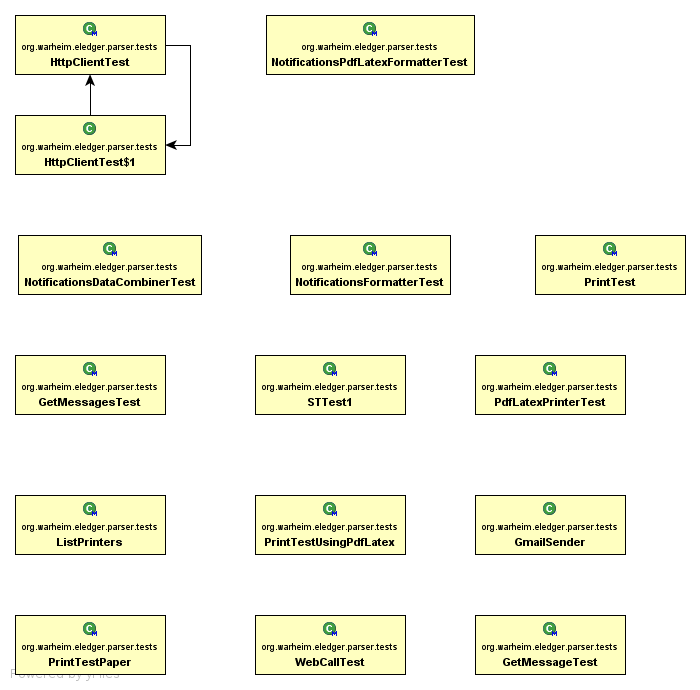 C M
org.warheim.eledger.parser.tests
HttpClientTest
C M
org.warheim.eledger.parser.tests
NotificationsPdfLatexFormatterTest
C
org.warheim.eledger.parser.tests
HttpClientTest$1
C M
org.warheim.eledger.parser.tests
NotificationsDataCombinerTest
C M
org.warheim.eledger.parser.tests
NotificationsFormatterTest
C M
org.warheim.eledger.parser.tests
PrintTest
C M
org.warheim.eledger.parser.tests
GetMessagesTest
C M
org.warheim.eledger.parser.tests
STTest1
C M
org.warheim.eledger.parser.tests
PdfLatexPrinterTest
C M
org.warheim.eledger.parser.tests
ListPrinters
C M
org.warheim.eledger.parser.tests
PrintTestUsingPdfLatex
C
org.warheim.eledger.parser.tests
GmailSender
C M
org.warheim.eledger.parser.tests
PrintTestPaper
C M
org.warheim.eledger.parser.tests
WebCallTest
C M
org.warheim.eledger.parser.tests
GetMessageTest
Powered by yFiles